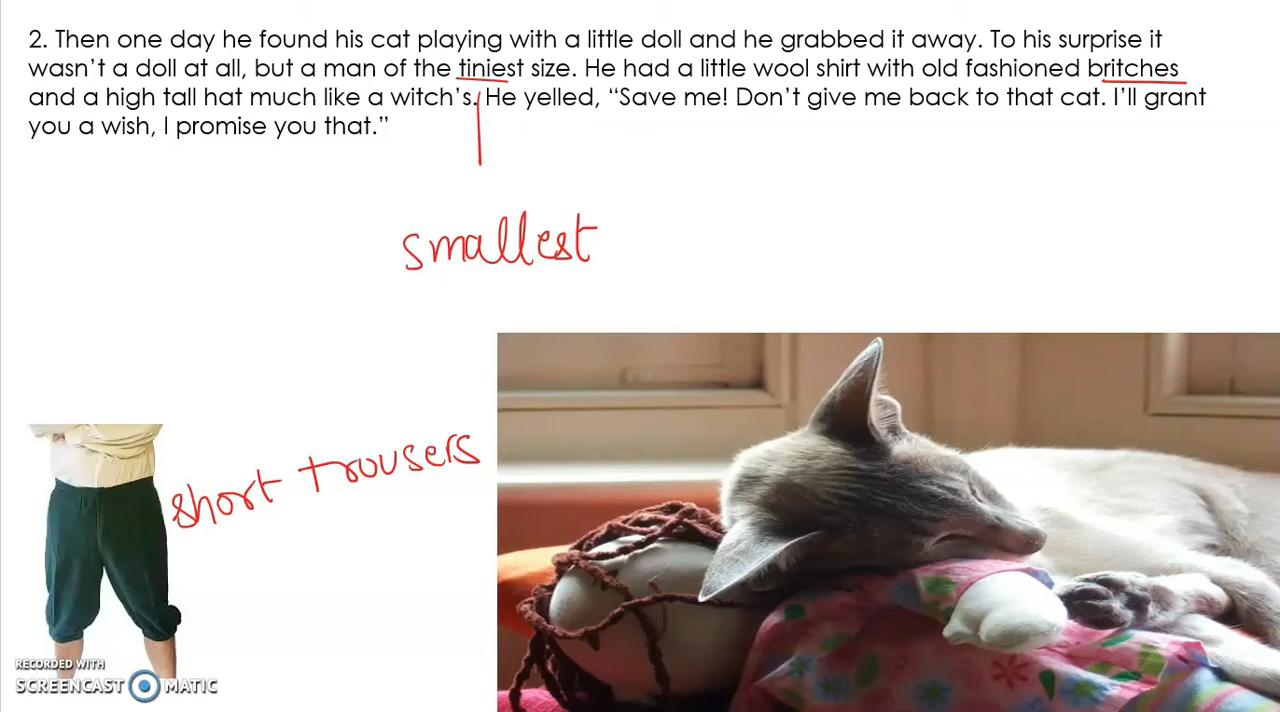 2. Then one day he found his cat playing with a little doll and he grabbed it away. To his surprise it
wasn’t a doll at all, but a man of the tiniest size. He had a little wool shirt with old fashioned britches
and a high tall hat much like a witch’s. He yelled, “Save me! Don’t give me back to that cat. I’ll grant
you a wish, I promise you that.”
smallest
short trousers
RECORDED WITH
SCREENCAST MATIC